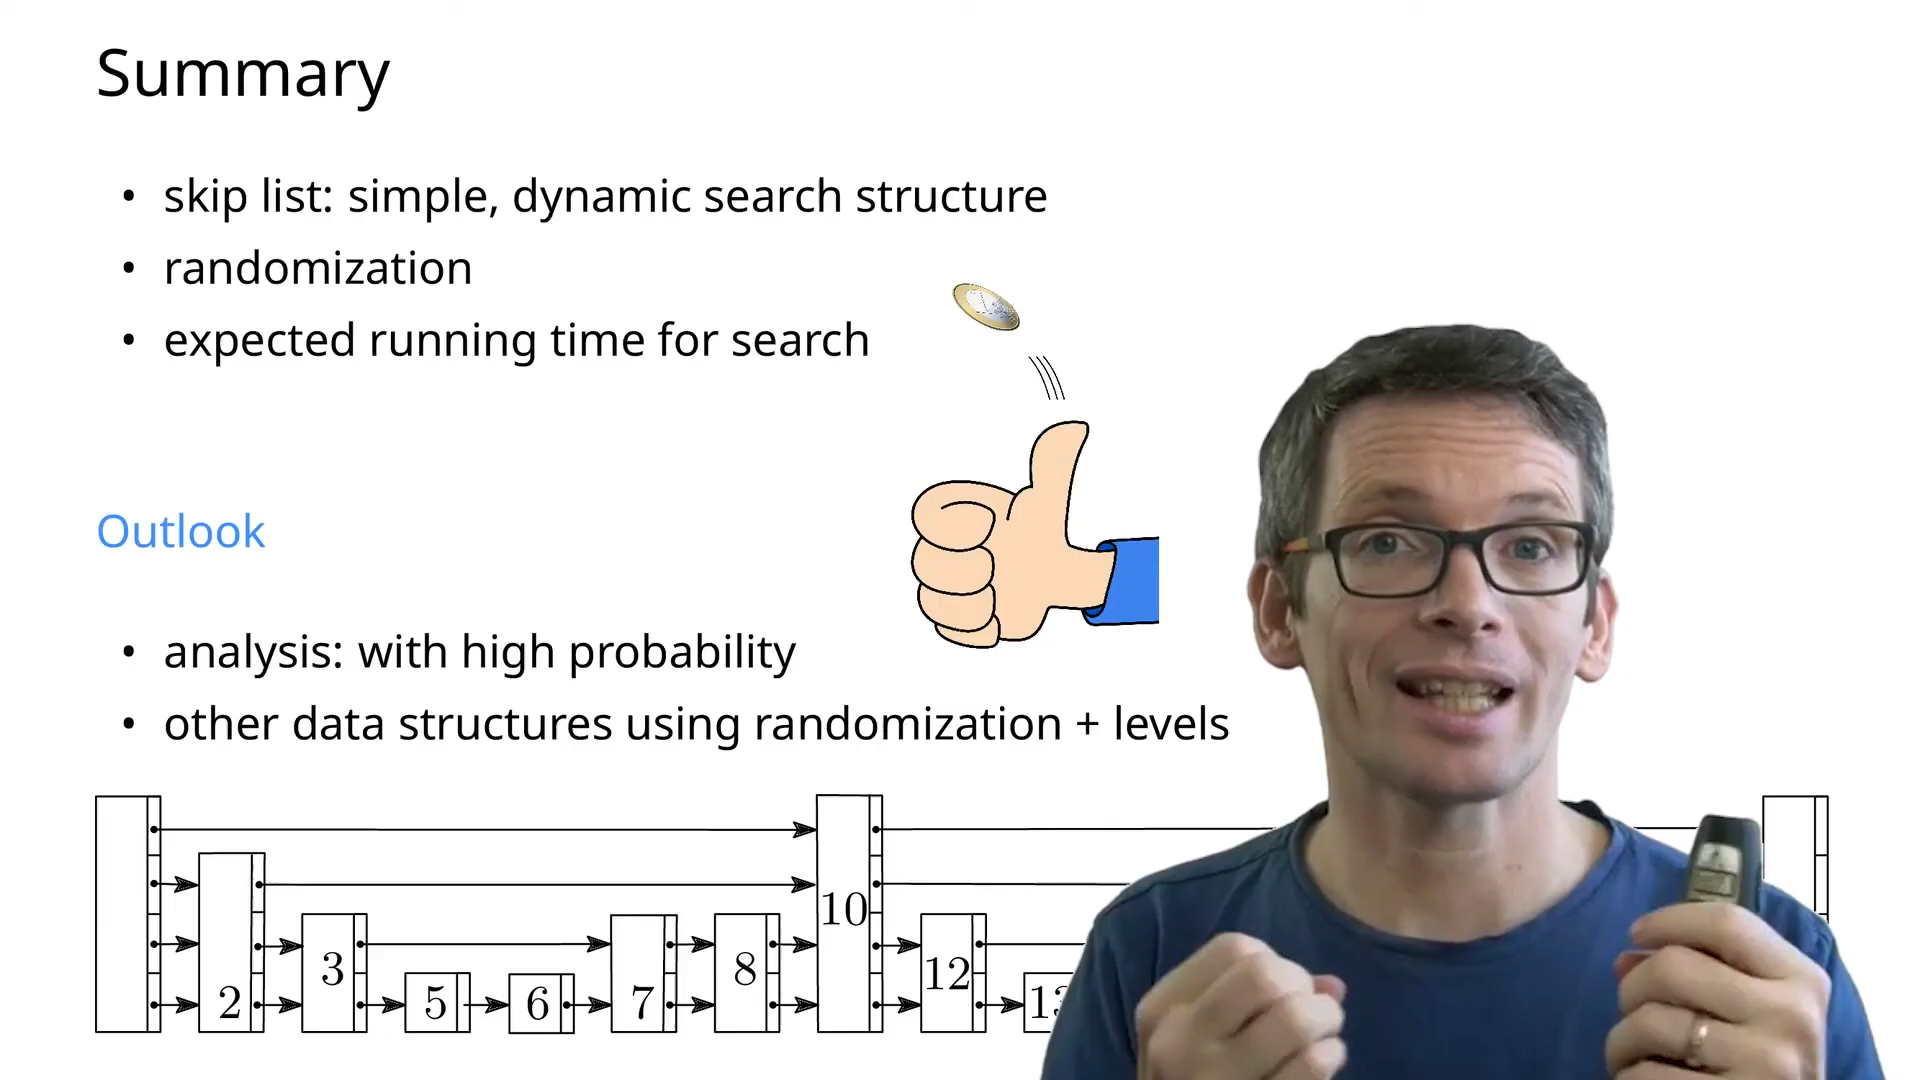 Summary
• skip list: simple, dynamic search structure
• randomization
• expected running time for search
Outlook
• analysis: with high probability
• other data structures using randomization + levels
2 3 5 6 7 8 10 12